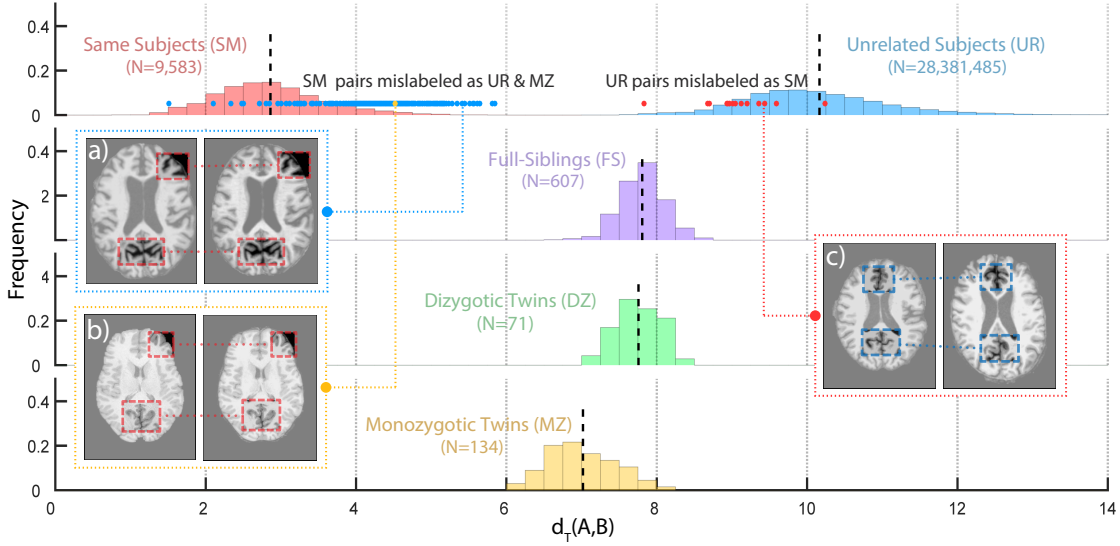 0.4
0.2
0
Same Subjects (SM)
(N=9,583)
SM pairs mislabeled as UR & MZ
UR pairs mislabeled as SM
Unrelated Subjects (UR)
(N=28,381,485)
0.4
2
0
Full-Siblings (FS)
(N=607)
a)
4
0.2
0
Dizygotic Twins (DZ)
(N=71)
b)
c)
0.4
0.2
0
Monozygotic Twins (MZ)
(N=134)
Frequency
0 2 4 6 8 10 12 14
d_T(A,B)